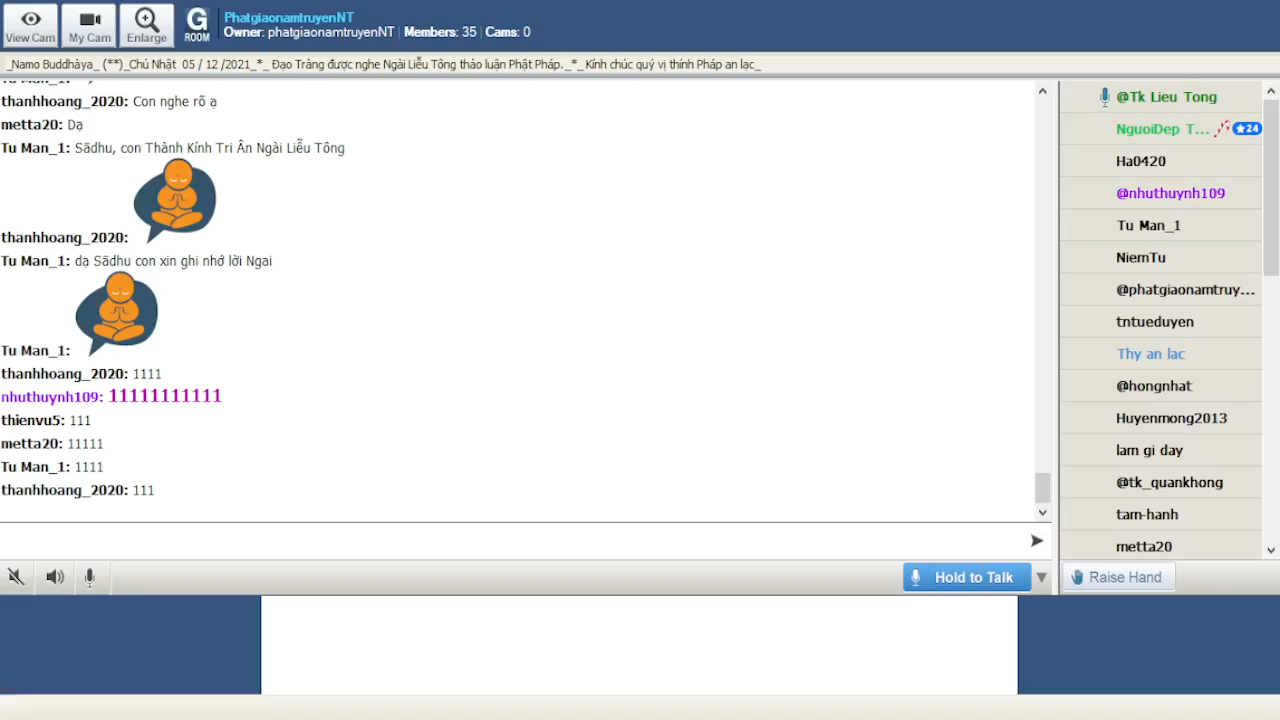 View Cam
My Cam
Enlarge
G
ROOM
PhatgiaonamtruyenNT
Owner: phatgiaonamtruyenNT | Members: 35 | Cams: 0
_Namo Buddhàya_ (**)_Chủ Nhật 05 / 12 /2021_*_ Đạo Tràng được nghe Ngài Liễu Tông thảo luận Phật Pháp._*_Kính chúc quý vị thính Pháp an lạc_
thanhhoang_2020: Con nghe rõ ạ
metta20: Dạ
Tu Man_1: Sādhu, con Thành Kính Tri Ân Ngài Liễu Tông
thanhhoang_2020:
Tu Man_1: dạ Sādhu con xin ghi nhớ lời Ngai
Tu Man_1:
thanhhoang_2020: 1111
nhuthuynh109: 11111111111
thienvu5: 111
metta20: 11111
Tu Man_1: 1111
thanhhoang_2020: 111
Hold to Talk
@Tk Lieu Tong
NguoiDep T... 24
Ha0420
@nhuthuynh109
Tu Man_1
NiemTu
@phatgiaonamtruy...
tntueduyen
Thy an lac
@hongnhat
Huyenmong2013
lam gi day
@tk_quankhong
tam-hanh
metta20
Raise Hand